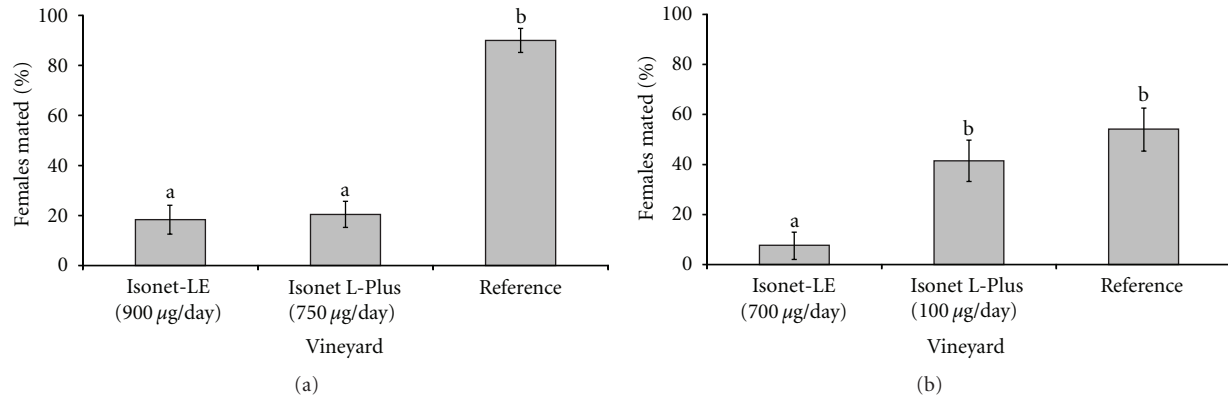 100
80
60
40
20
0
Females mated (%)
a
a
b
Isonet-LE
(900 µg/day)
Isonet L-Plus
(750 µg/day)
Reference
Vineyard
(a)
100
80
60
40
20
0
Females mated (%)
a
b
b
Isonet-LE
(700 µg/day)
Isonet L-Plus
(100 µg/day)
Reference
Vineyard
(b)